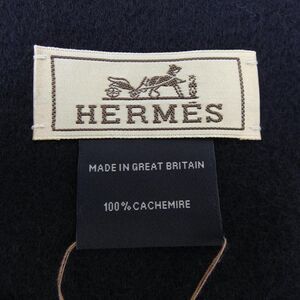 HERMÈS
MADE IN GREAT BRITAIN
100% CACHEMIRE